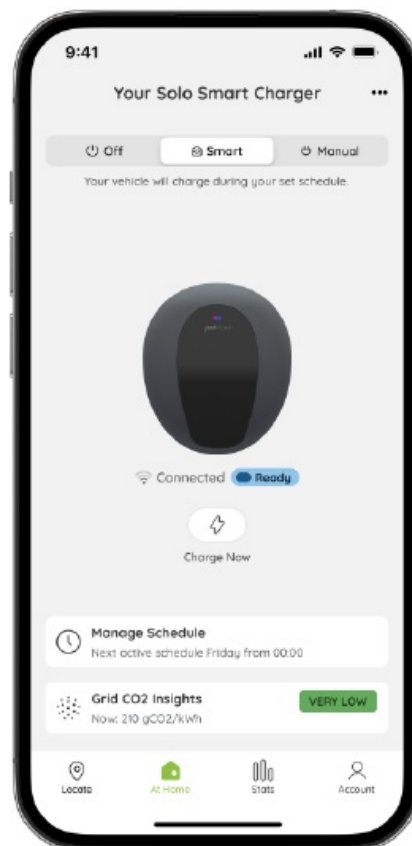 9:41
Your Solo Smart Charger
Off
Smart
Manual
Your vehicle will charge during your set schedule.
Connected
Ready
Charge Now
Manage Schedule
Next active schedule Friday from 00:00
Grid CO2 Insights
VERY LOW
Now: 210 gCO2/kWh
Locate
At Home
Stats
Account